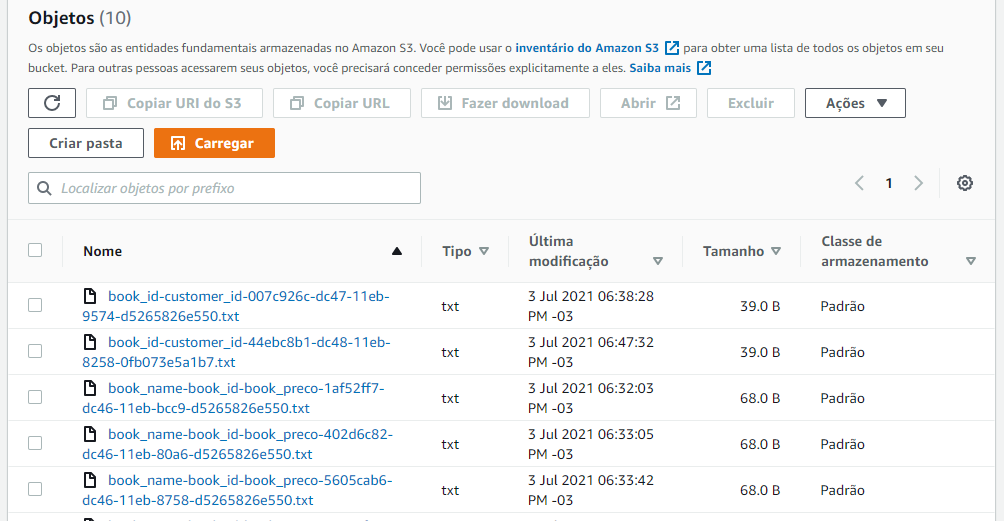 Objetos (10)
Os objetos são as entidades fundamentais armazenadas no Amazon S3. Você pode usar o inventário do Amazon S3 para obter uma lista de todos os objetos em seu
bucket. Para outras pessoas acessarem seus objetos, você precisará conceder permissões explicitamente a eles. Saiba mais
Copiar URI do S3 Copiar URL Fazer download Abrir Excluir Ações
Criar pasta Carregar
Localizar objetos por prefixo 1
Nome Tipo Última modificação Tamanho Classe de armazenamento
book_id-customer_id-007c926c-dc47-11eb- txt 3 Jul 2021 06:38:28 39.0 B Padrão
9574-d5265826e550.txt PM -03
book_id-customer_id-44ebc8b1-dc48-11eb- txt 3 Jul 2021 06:47:32 39.0 B Padrão
8258-0fb073e5a1b7.txt PM -03
book_name-book_id-book_preco-1af52ff7- txt 3 Jul 2021 06:32:03 68.0 B Padrão
dc46-11eb-bcc9-d5265826e550.txt PM -03
book_name-book_id-book_preco-402d6c82- txt 3 Jul 2021 06:33:05 68.0 B Padrão
dc46-11eb-80a6-d5265826e550.txt PM -03
book_name-book_id-book_preco-5605cab6- txt 3 Jul 2021 06:33:42 68.0 B Padrão
dc46-11eb-8758-d5265826e550.txt PM -03